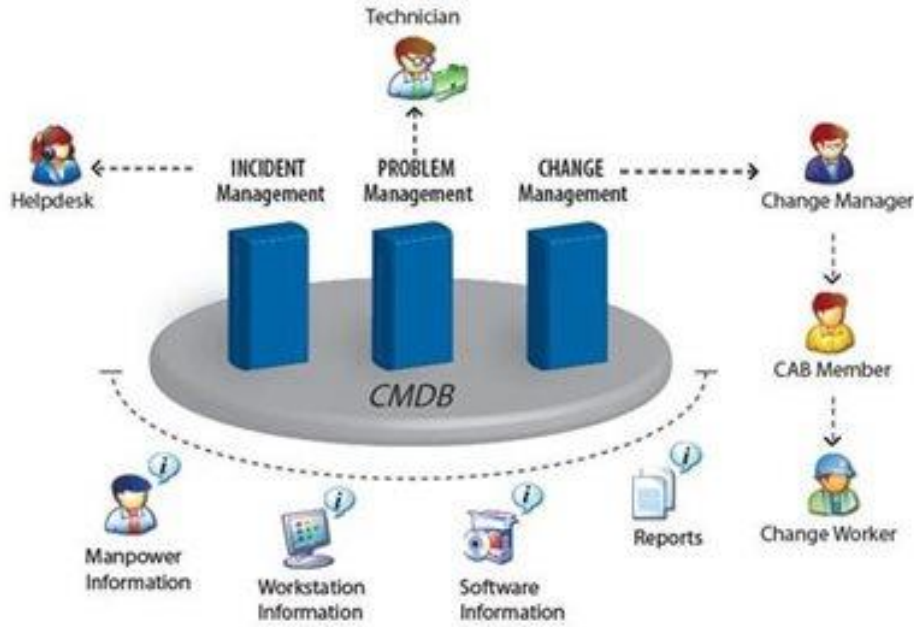 Technician
Helpdesk
INCIDENT
Management
PROBLEM
Management
CHANGE
Management
Change Manager
CAB Member
Change Worker
CMDB
Manpower
Information
Workstation
Information
Software
Information
Reports
i
i
i
i